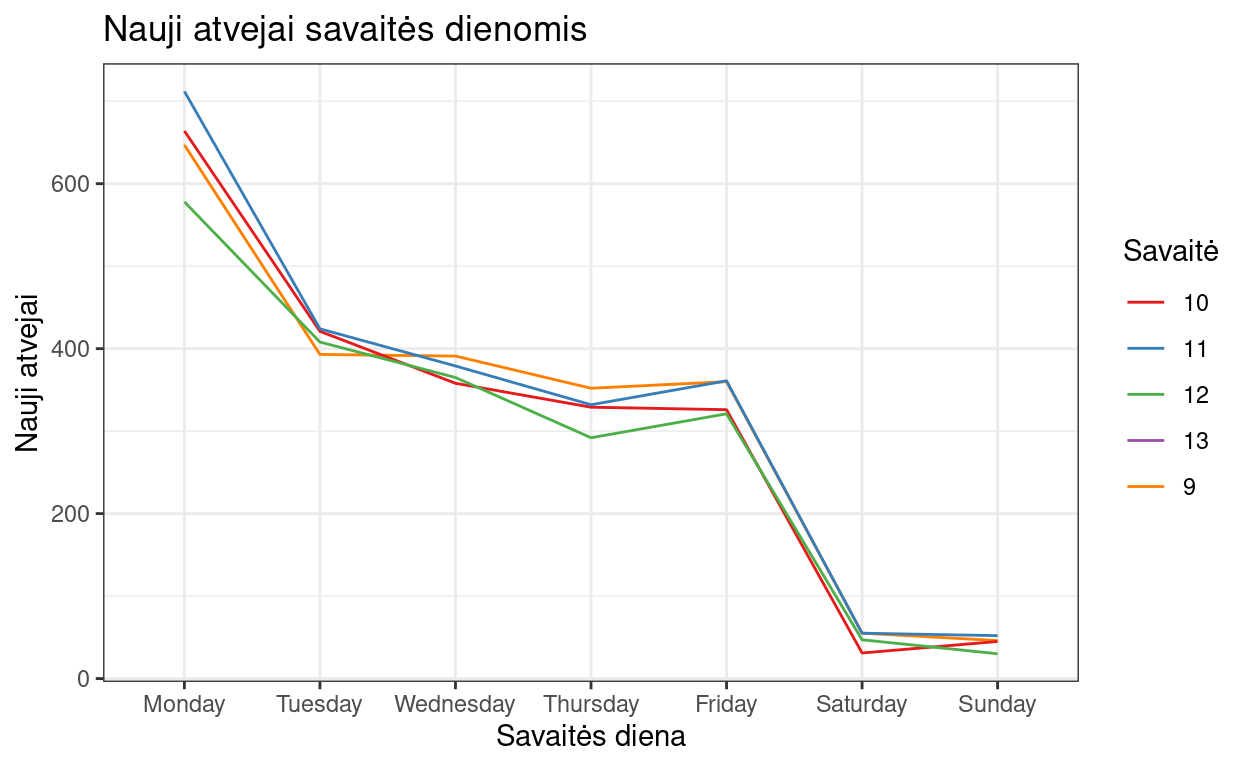 Nauji atvejai savaitės dienomis
Nauji atvejai
600
400
200
0
Monday Tuesday Wednesday Thursday Friday Saturday Sunday
Savaitės diena
Savaitė
10
11
12
13
9